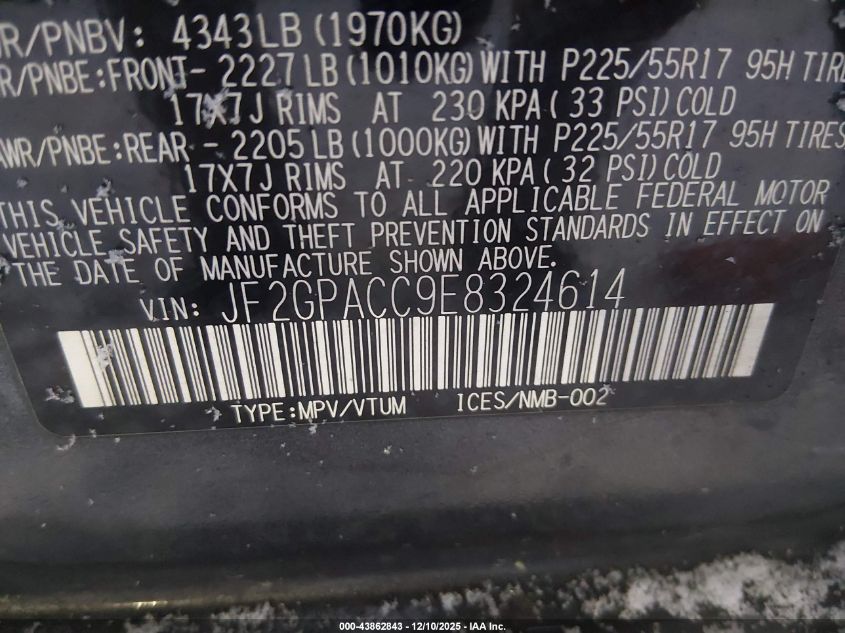 R/PNBV: 4343LB (1970KG)
R/PNBE:FRONT- 2227 LB (1010KG) WITH P225/55R17 95H TIRE
17X7J RIMS AT 230 KPA ( 33 PSI) COLD
AWR/PNBE:REAR - 2205 LB (1000KG) WITH P225/55R17 95H TIRES
17X7J RIMS AT 220 KPA ( 32 PSI) COLD
THIS VEHICLE CONFORMS TO ALL APPLICABLE FEDERAL MOTOR
VEHICLE SAFETY AND THEFT PREVENTION STANDARDS IN EFFECT ON
THE DATE OF MANUFACTURE SHOWN ABOVE.
VIN: JF2GPACC9E8324614
TYPE:MPV/VTUM ICES/NMB-002
000-43862843 - 12/10/2025 - IAA Inc.